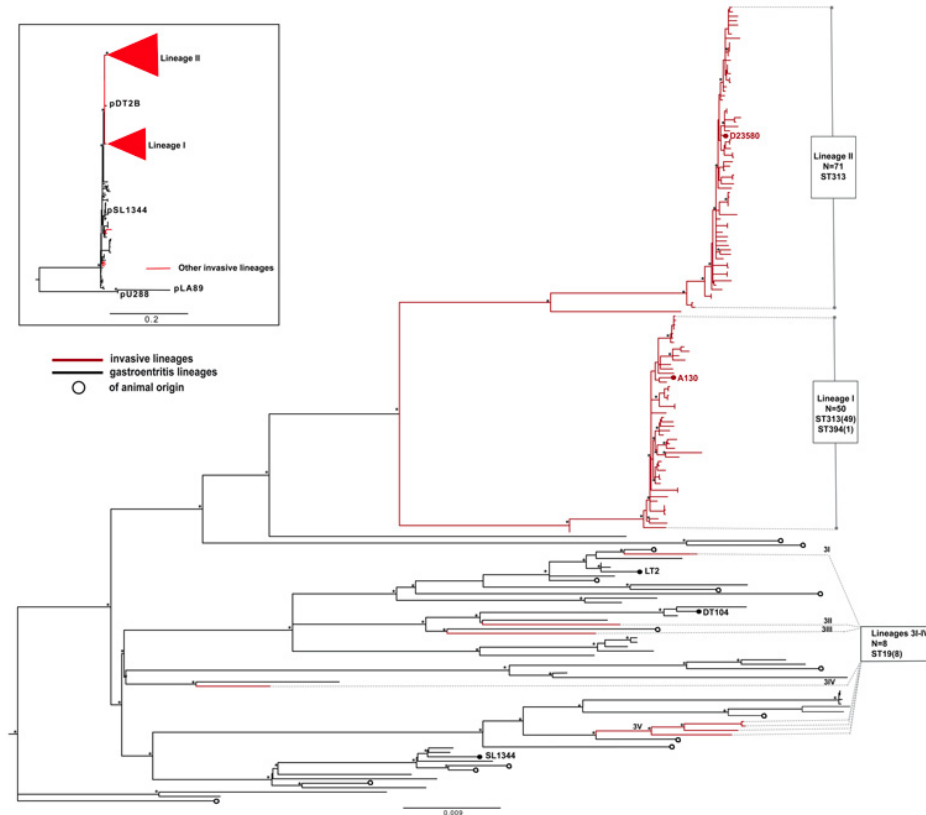 Lineage II
pDT2B
Lineage I
pSL1344
Other invasive lineages
pLA89
pU288
0.2
invasive lineages
gastroentritis lineages
of animal origin
D23580
Lineage II
N=71
ST313
A130
Lineage I
N=50
ST313(49)
ST394(1)
3I
LT2
DT104
3II
3III
Lineages 3I-IV
N=8
ST19(8)
3IV
3V
SL1344
0.009